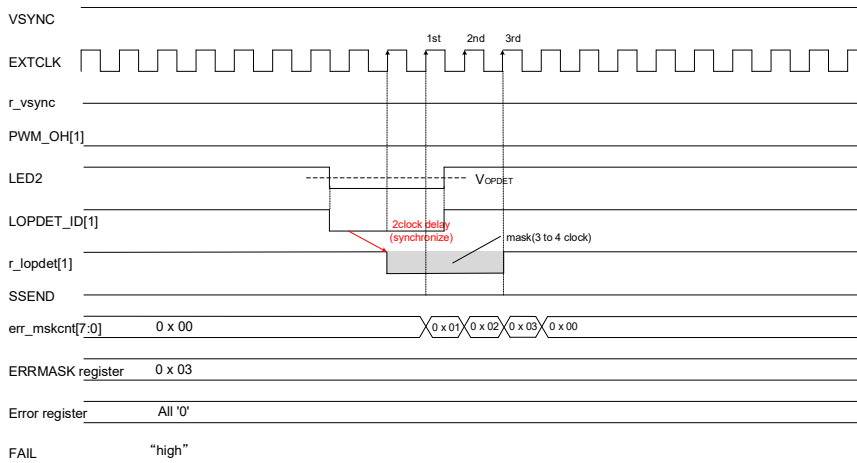 VSYNC
1st 2nd 3rd
EXTCLK
r_vsync
PWM_OH[1]
LED2
VOPDET
LOPDET_ID[1]
2clock delay
(synchronize)
mask(3 to 4 clock)
r_lopdet[1]
SSEND
err_mskcnt[7:0] 0 x 00 0 x 01 0 x 02 0 x 03 0 x 00
ERRMASK register 0 x 03
Error register All '0'
FAIL “high”